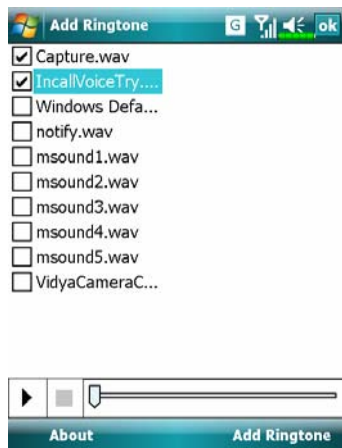 Add Ringtone G ok
Capture.wav
IncallVoiceTry....
Windows Defa...
notify.wav
msound1.wav
msound2.wav
msound3.wav
msound4.wav
msound5.wav
VidyaCameraC...
About Add Ringtone